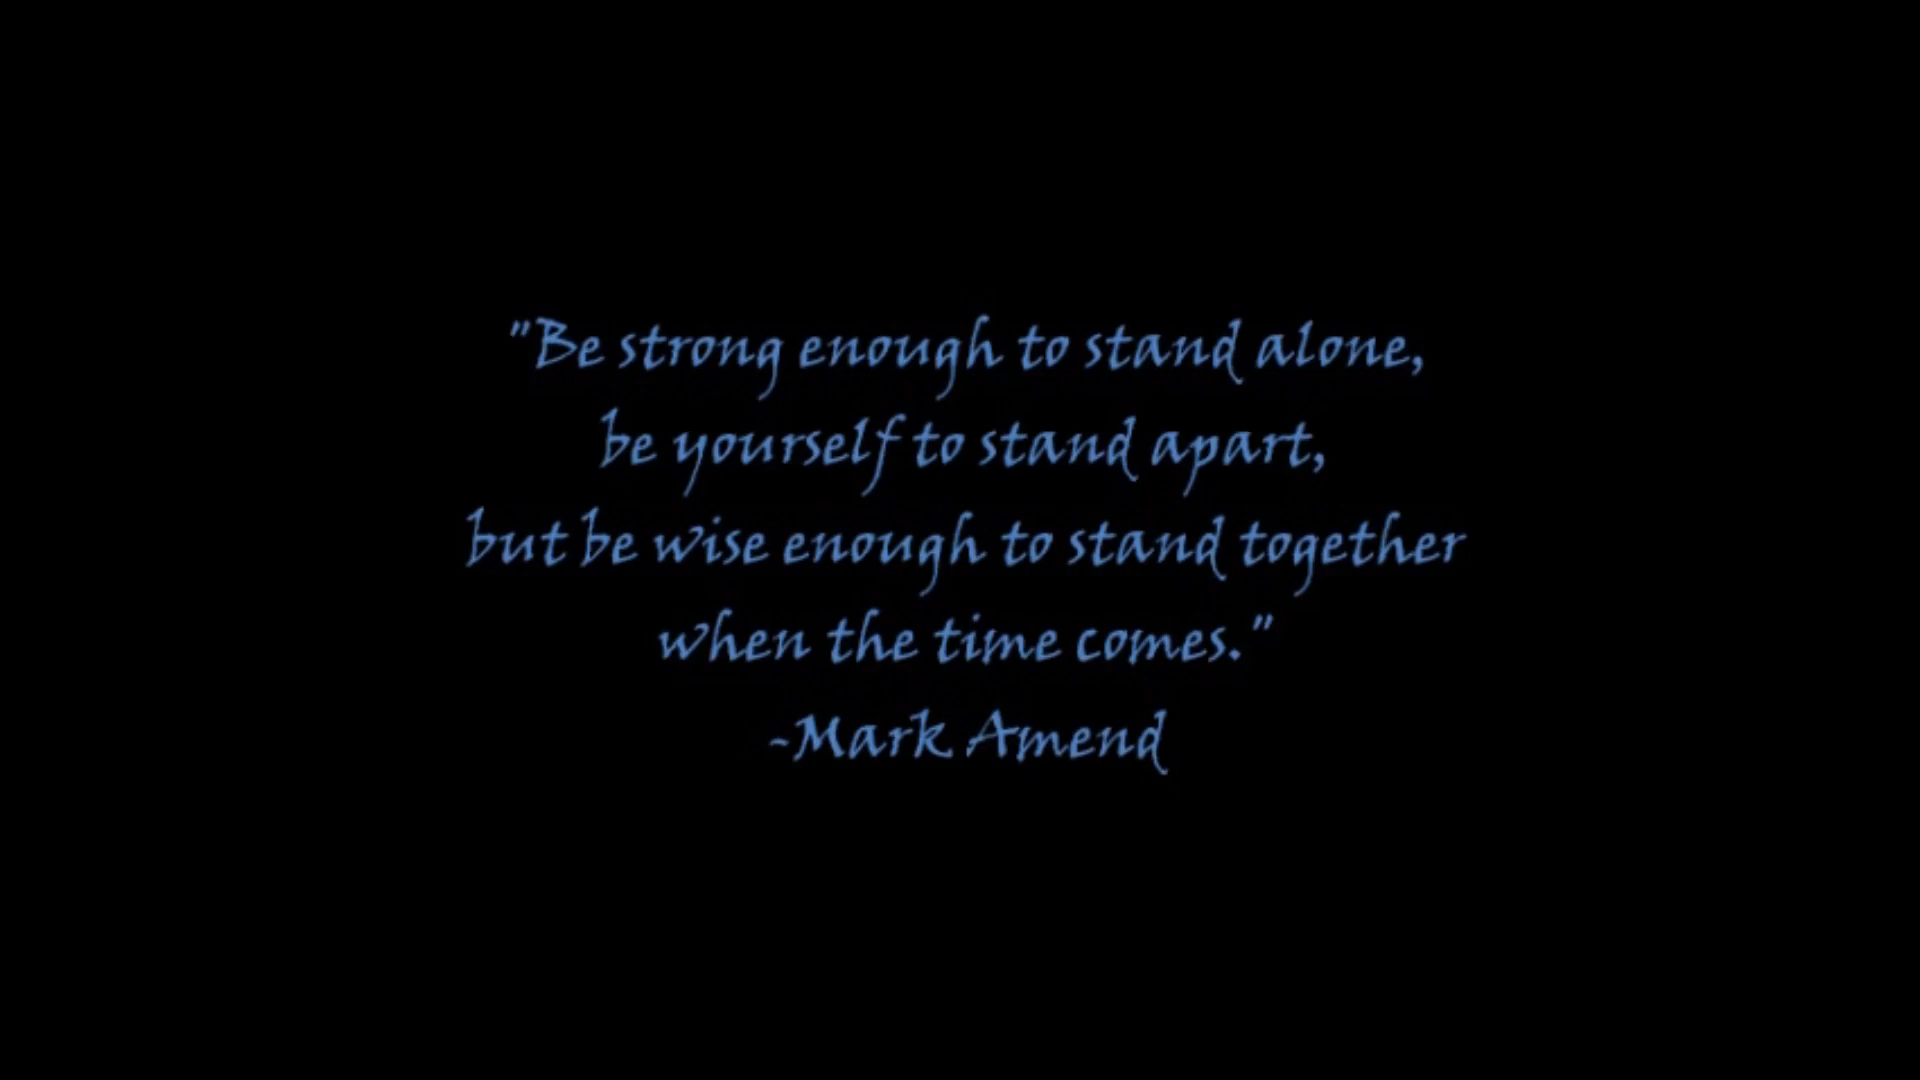 "Be strong enough to stand alone,
be yourself to stand apart,
but be wise enough to stand together
when the time comes."
-Mark Amend